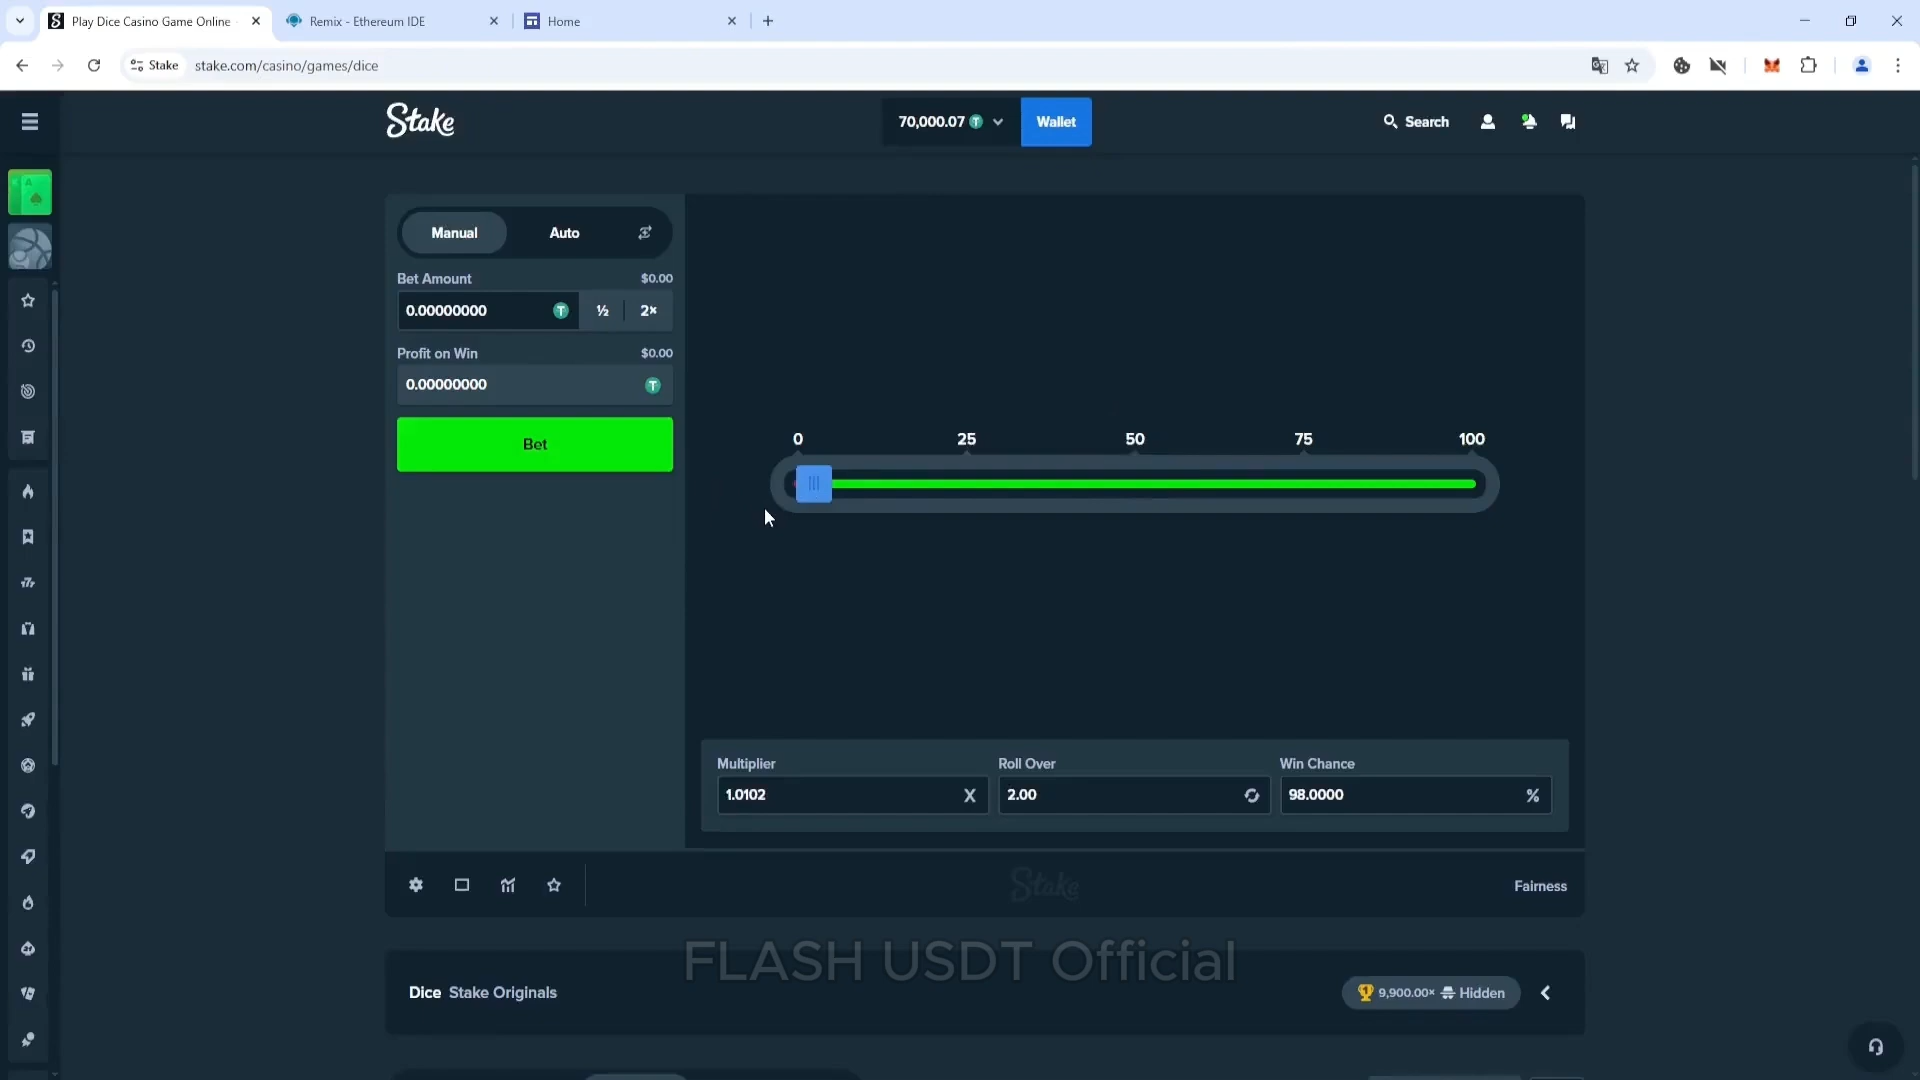 Play Dice Casino Game Online
Remix - Ethereum IDE
Home
Stake
stake.com/casino/games/dice
Stake
70,000.07
Wallet
Search
Manual
Auto
Bet Amount
$0.00
0.00000000
½
2×
Profit on Win
$0.00
0.00000000
Bet
0
25
50
75
100
Multiplier
Roll Over
Win Chance
1.0102
2.00
98.0000
%
Stake
Fairness
FLASH USDT Official
Dice
Stake Originals
9,900.00×
Hidden